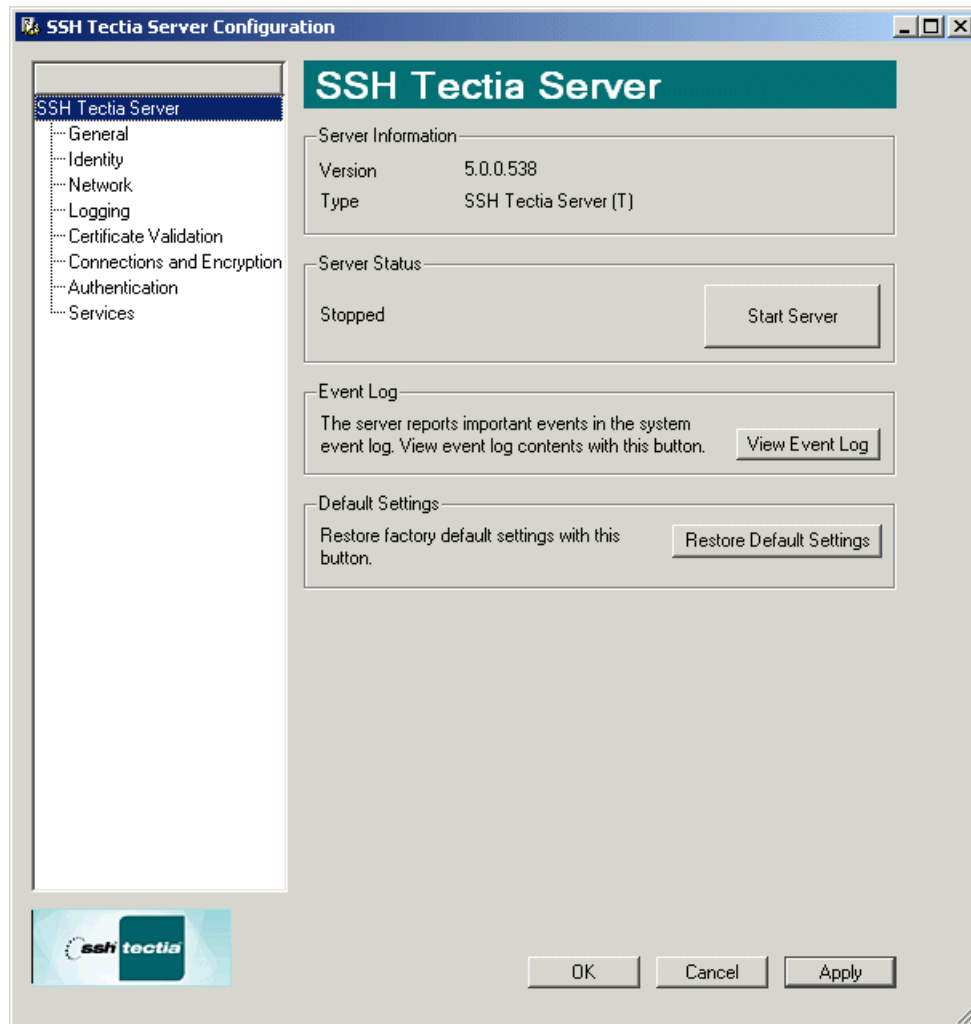 SSH Tectia Server Configuration
SSH Tectia Server
General
Identity
Network
Logging
Certificate Validation
Connections and Encryption
Authentication
Services
SSH Tectia Server
Server Information
Version 5.0.0.538
Type SSH Tectia Server (T)
Server Status
Stopped
Start Server
Event Log
The server reports important events in the system
event log. View event log contents with this button.
View Event Log
Default Settings
Restore factory default settings with this
button.
Restore Default Settings
ssh tectia
OK Cancel Apply